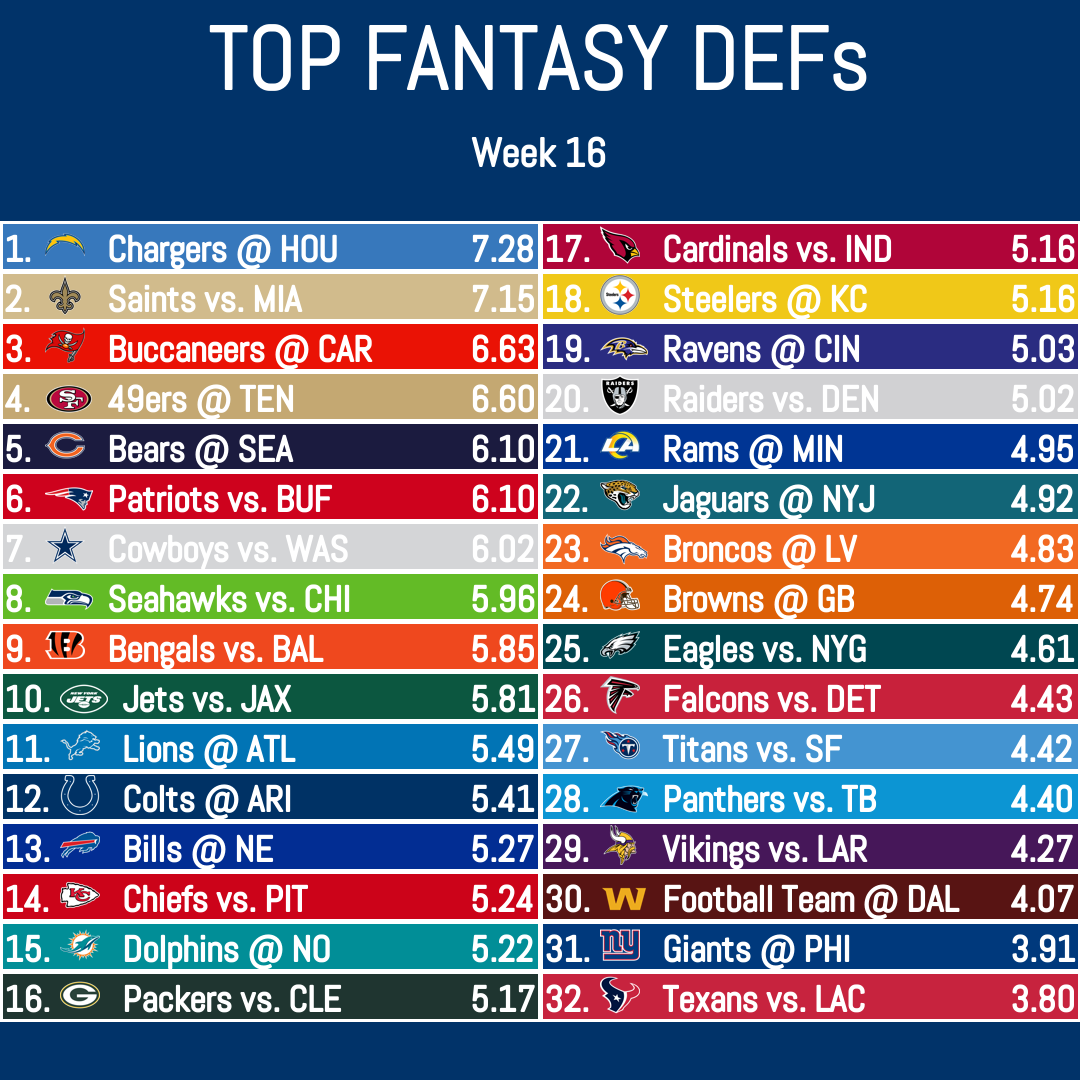 TOP FANTASY DEFs
Week 16
1. Chargers @ HOU 7.28
2. Saints vs. MIA 7.15
3. Buccaneers @ CAR 6.63
4. 49ers @ TEN 6.60
5. Bears @ SEA 6.10
6. Patriots vs. BUF 6.10
7. Cowboys vs. WAS 6.02
8. Seahawks vs. CHI 5.96
9. Bengals vs. BAL 5.85
10. Jets vs. JAX 5.81
11. Lions @ ATL 5.49
12. Colts @ ARI 5.41
13. Bills @ NE 5.27
14. Chiefs vs. PIT 5.24
15. Dolphins @ NO 5.22
16. Packers vs. CLE 5.17
17. Cardinals vs. IND 5.16
18. Steelers @ KC 5.16
19. Ravens @ CIN 5.03
20. Raiders vs. DEN 5.02
21. Rams @ MIN 4.95
22. Jaguars @ NYJ 4.92
23. Broncos @ LV 4.83
24. Browns @ GB 4.74
25. Eagles vs. NYG 4.61
26. Falcons vs. DET 4.43
27. Titans vs. SF 4.42
28. Panthers vs. TB 4.40
29. Vikings vs. LAR 4.27
30. Football Team @ DAL 4.07
31. Giants @ PHI 3.91
32. Texans vs. LAC 3.80